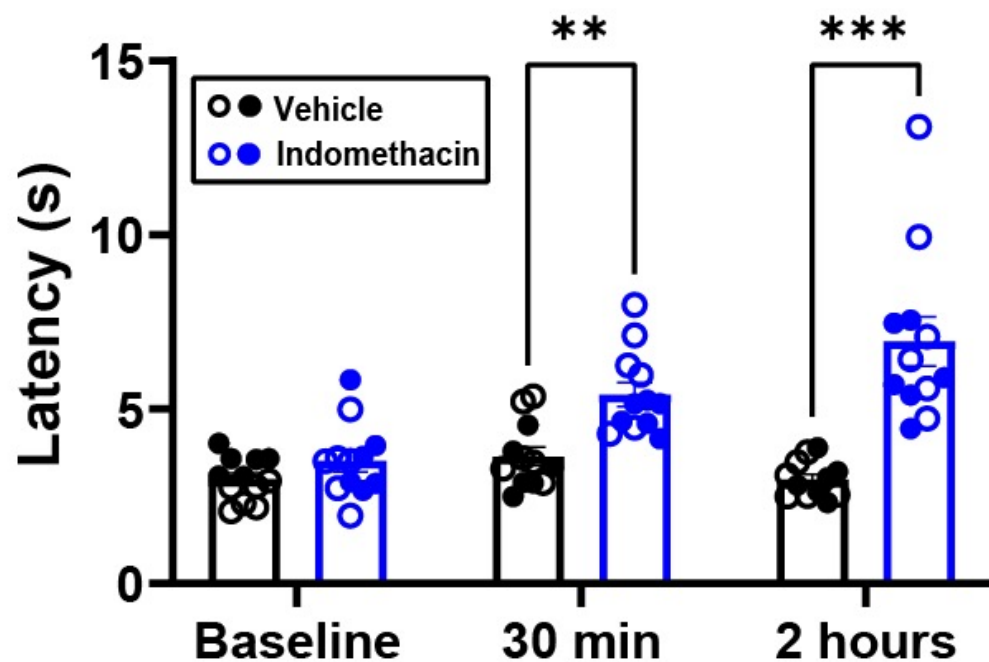 ** ***
15
Vehicle
Indomethacin
10
5
0
Latency (s)
Baseline 30 min 2 hours